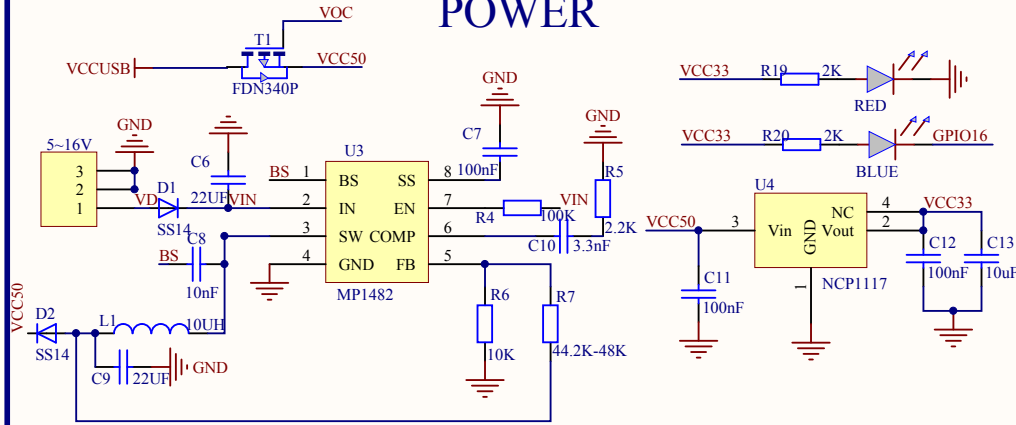 POWER
VOC
T1
VCCUSB
VCC50
FDN340P
VCC33
R19
2K
RED
VCC33
R20
2K
GPIO16
BLUE
5~16V
GND
3
2
1
VD
D1
SS14
C6
22UF
VIN
GND
C7
100nF
GND
R5
2.2K
U3
BS
1
BS
SS
8
2
IN
EN
7
R4
100K
VIN
3
SW
COMP
6
C10
3.3nF
4
GND
FB
5
MP1482
BS
C8
10nF
VCC50
D2
SS14
L1
10UH
C9
22UF
GND
R6
10K
R7
44.2K-48K
U4
VCC50
3
Vin
GND
NC
4
VCC33
Vout
2
1
NCP1117
C11
100nF
C12
100nF
C13
10uF